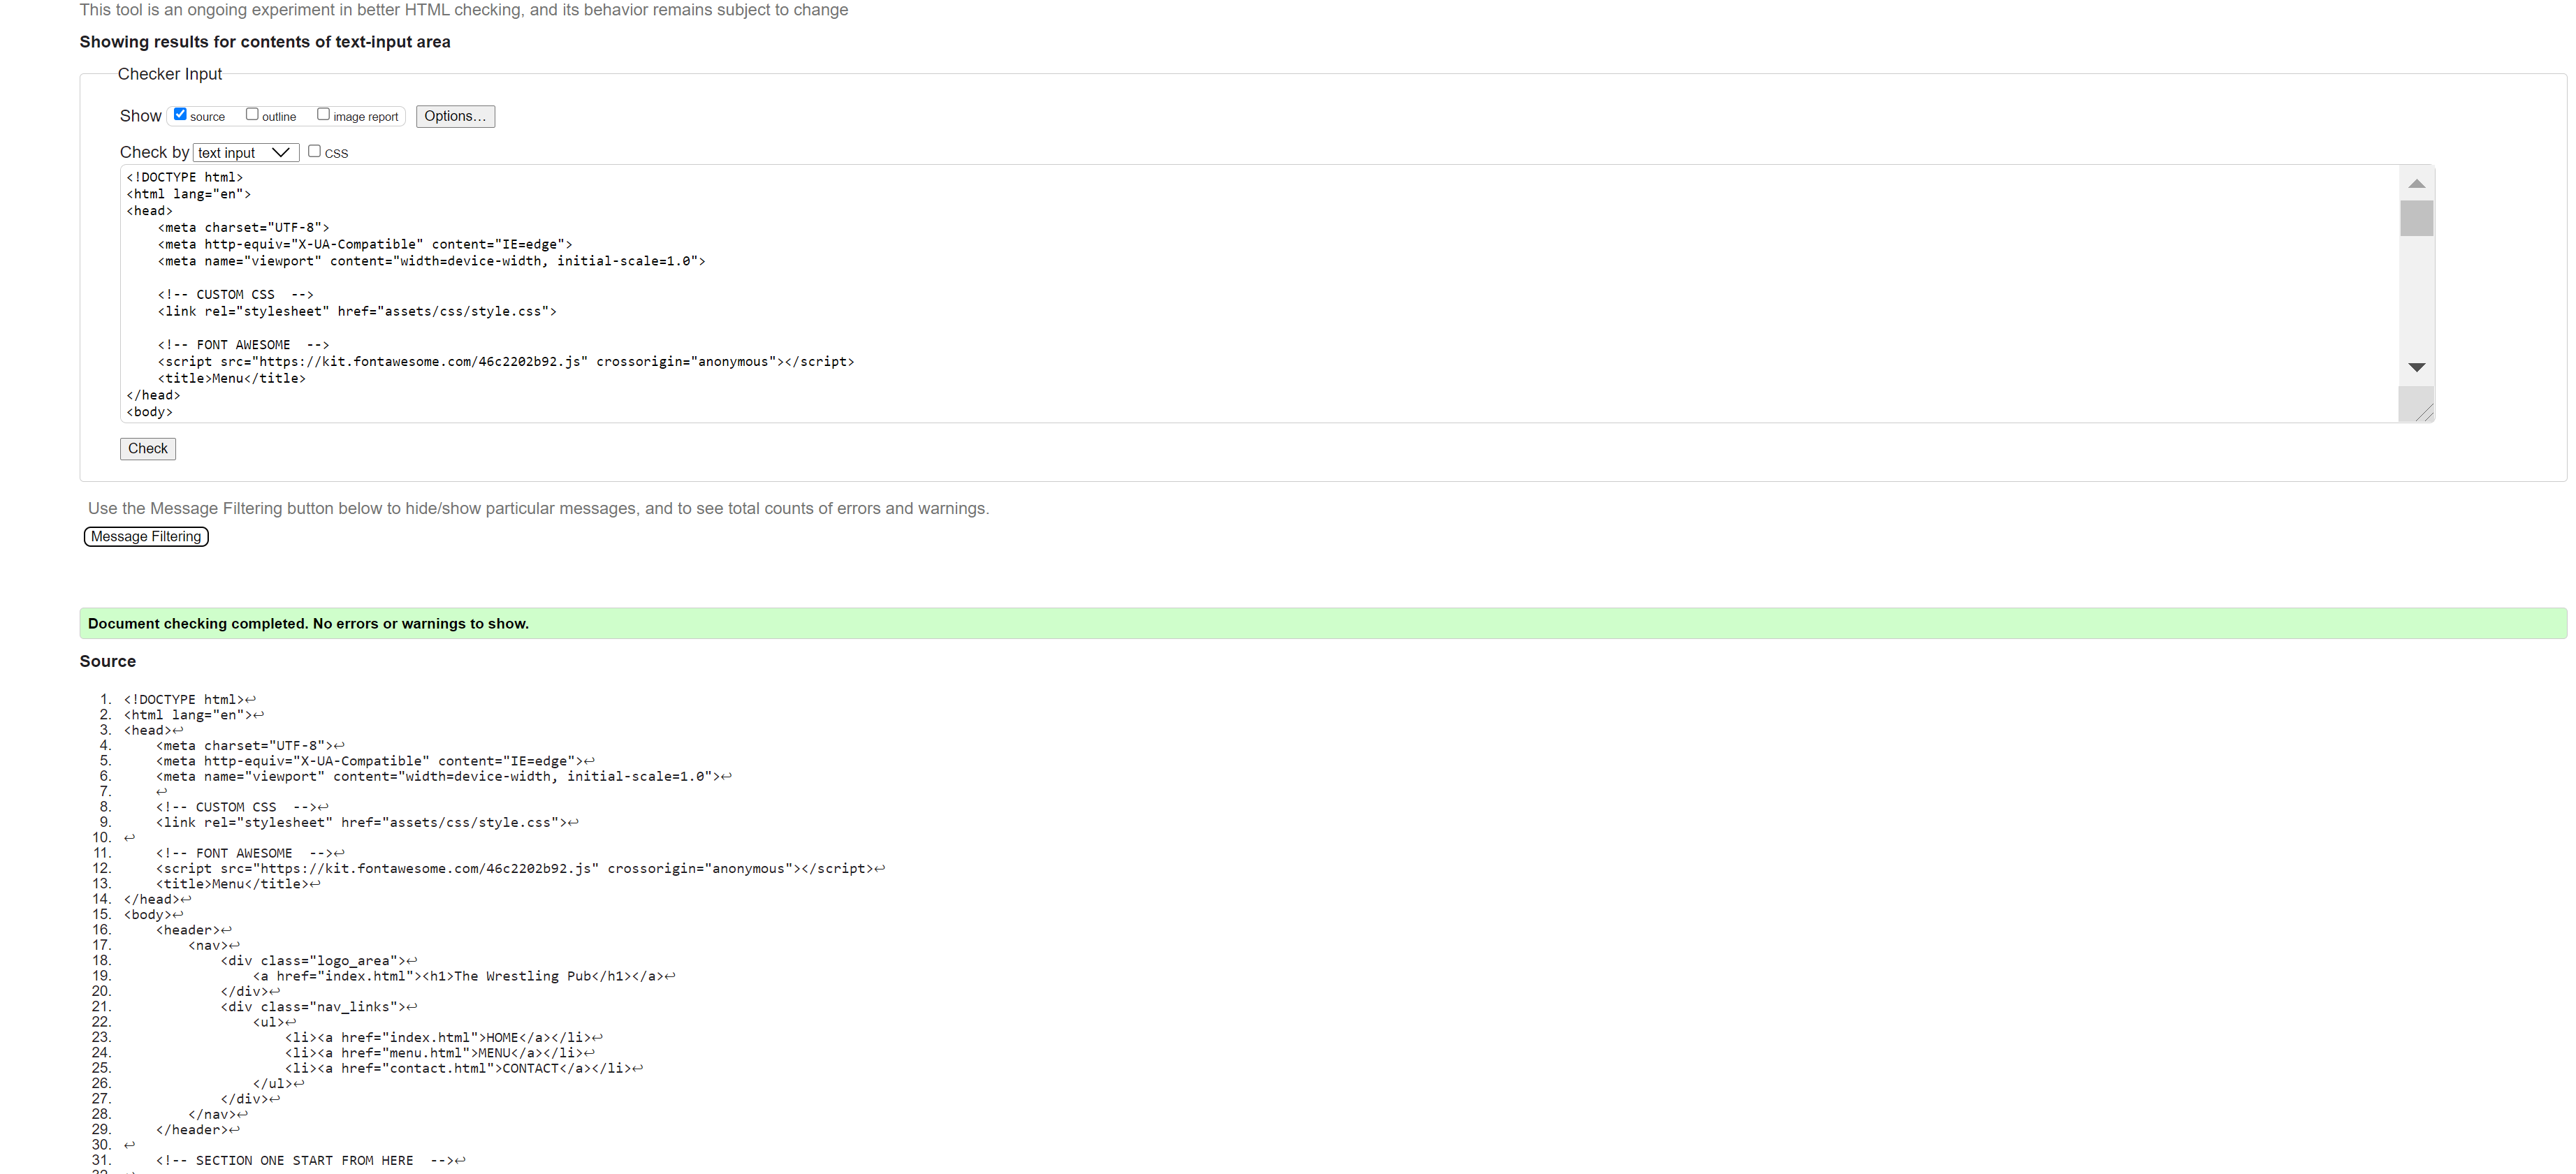 This tool is an ongoing experiment in better HTML checking, and its behavior remains subject to change
Showing results for contents of text-input area
Checker Input
Show source outline image report Options...
Check by text input CSS
<!DOCTYPE html>
<html lang="en">
<head>
    <meta charset="UTF-8">
    <meta http-equiv="X-UA-Compatible" content="IE=edge">
    <meta name="viewport" content="width=device-width, initial-scale=1.0">
    <!-- CUSTOM CSS  -->
    <link rel="stylesheet" href="assets/css/style.css">
    <!-- FONT AWESOME  -->
    <script src="https://kit.fontawesome.com/46c2202b92.js" crossorigin="anonymous"></script>
    <title>Menu</title>
</head>
<body>
Check
Use the Message Filtering button below to hide/show particular messages, and to see total counts of errors and warnings.
Message Filtering
Document checking completed. No errors or warnings to show.
Source
1. <!DOCTYPE html>↩
2. <html lang="en">↩
3. <head>↩
4.     <meta charset="UTF-8">↩
5.     <meta http-equiv="X-UA-Compatible" content="IE=edge">↩
6.     <meta name="viewport" content="width=device-width, initial-scale=1.0">↩
7.     ↩
8.     <!-- CUSTOM CSS  -->↩
9.     <link rel="stylesheet" href="assets/css/style.css">↩
10. ↩
11.     <!-- FONT AWESOME  -->↩
12.     <script src="https://kit.fontawesome.com/46c2202b92.js" crossorigin="anonymous"></script>↩
13.     <title>Menu</title>↩
14. </head>↩
15. <body>↩
16.     <header>↩
17.         <nav>↩
18.             <div class="logo_area">↩
19.                 <a href="index.html"><h1>The Wrestling Pub</h1></a>↩
20.             </div>↩
21.             <div class="nav_links">↩
22.                 <ul>↩
23.                     <li><a href="index.html">HOME</a></li>↩
24.                     <li><a href="menu.html">MENU</a></li>↩
25.                     <li><a href="contact.html">CONTACT</a></li>↩
26.                 </ul>↩
27.             </div>↩
28.         </nav>↩
29.     </header>↩
30. ↩
31.     <!-- SECTION ONE START FROM HERE  -->↩